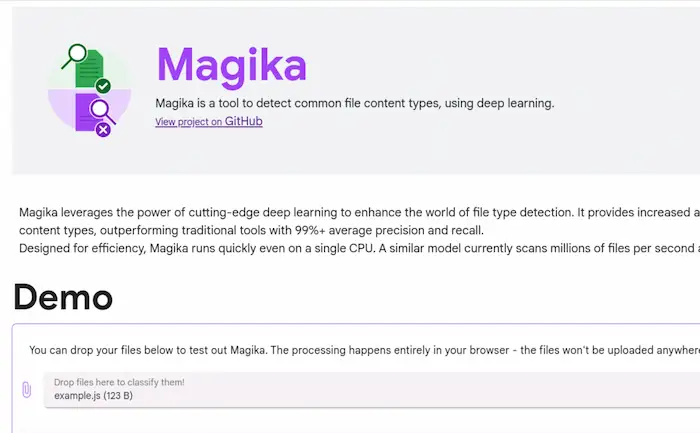 Magika
Magika is a tool to detect common file content types, using deep learning.
View project on GitHub
Magika leverages the power of cutting-edge deep learning to enhance the world of file type detection. It provides increased a
content types, outperforming traditional tools with 99%+ average precision and recall.
Designed for efficiency, Magika runs quickly even on a single CPU. A similar model currently scans millions of files per second a
Demo
You can drop your files below to test out Magika. The processing happens entirely in your browser - the files won't be uploaded anywhere
Drop files here to classify them!
example.js (123 B)